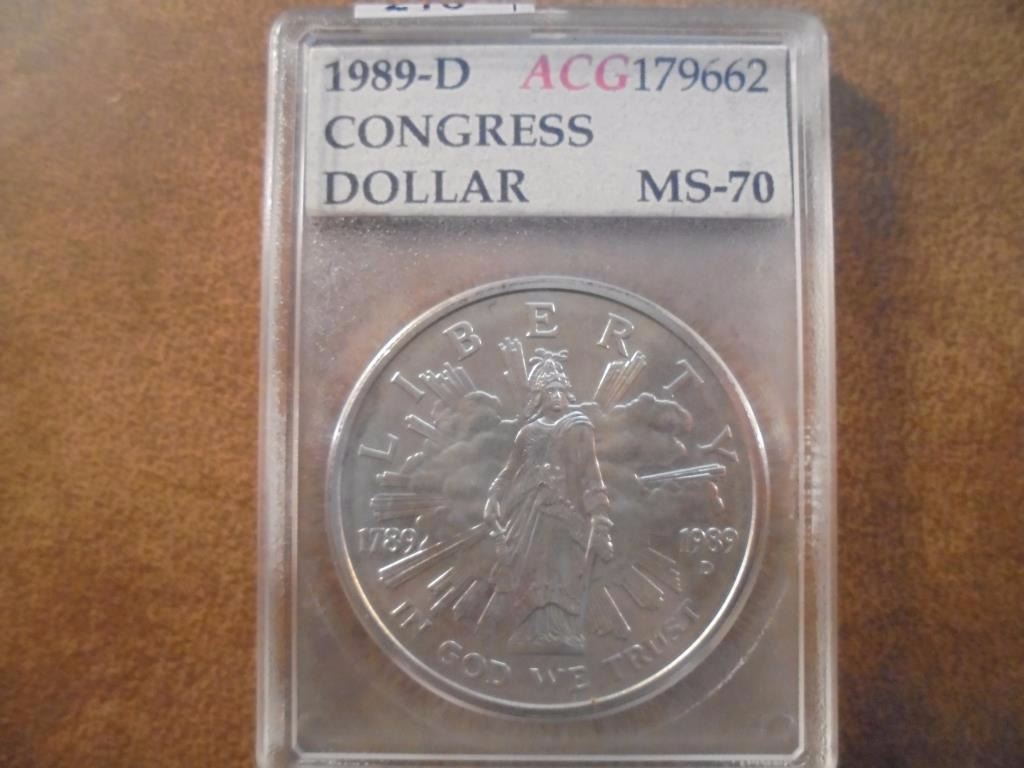 1989-D ACG179662
CONGRESS
DOLLAR MS-70
LIBERTY
1789 1989
D
IN GOD WE TRUST